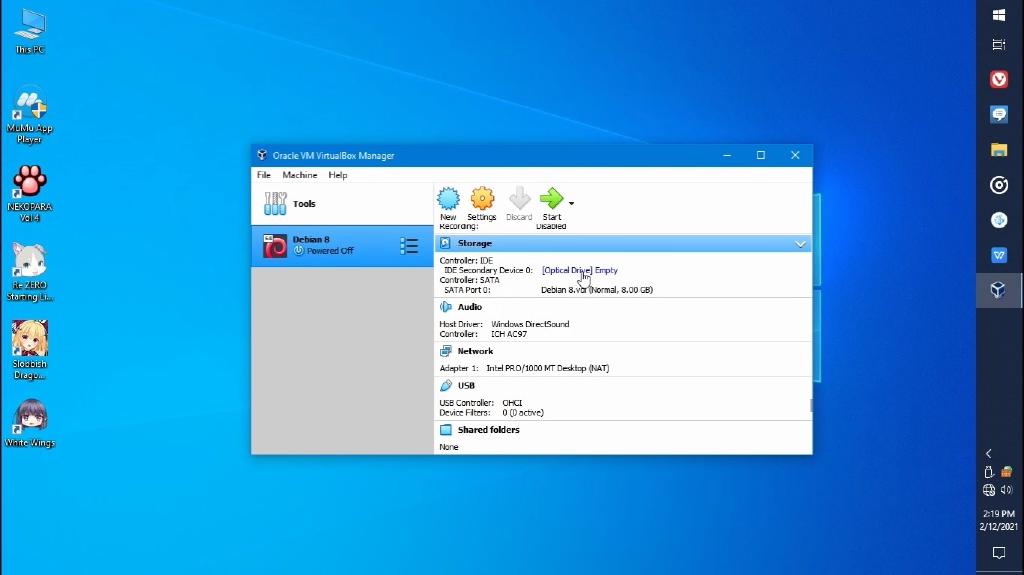 This PC
MuMu App
Player
NEKOPARA
Vol 4
Re ZERO
Starting Li...
Slobbish
Drago...
White Wings
Oracle VM VirtualBox Manager
File Machine Help
Tools
Debian 8
Powered Off
New Settings Discard Start
Recording: Disabled
Storage
Controller: IDE
IDE Secondary Device 0: [Optical Drive] Empty
Controller: SATA
SATA Port 0: Debian 8.vdi (Normal, 8.00 GB)
Audio
Host Driver: Windows DirectSound
Controller: ICH AC97
Network
Adapter 1: Intel PRO/1000 MT Desktop (NAT)
USB
USB Controller: OHCI
Device Filters: 0 (0 active)
Shared folders
None
2:19 PM
2/12/2021